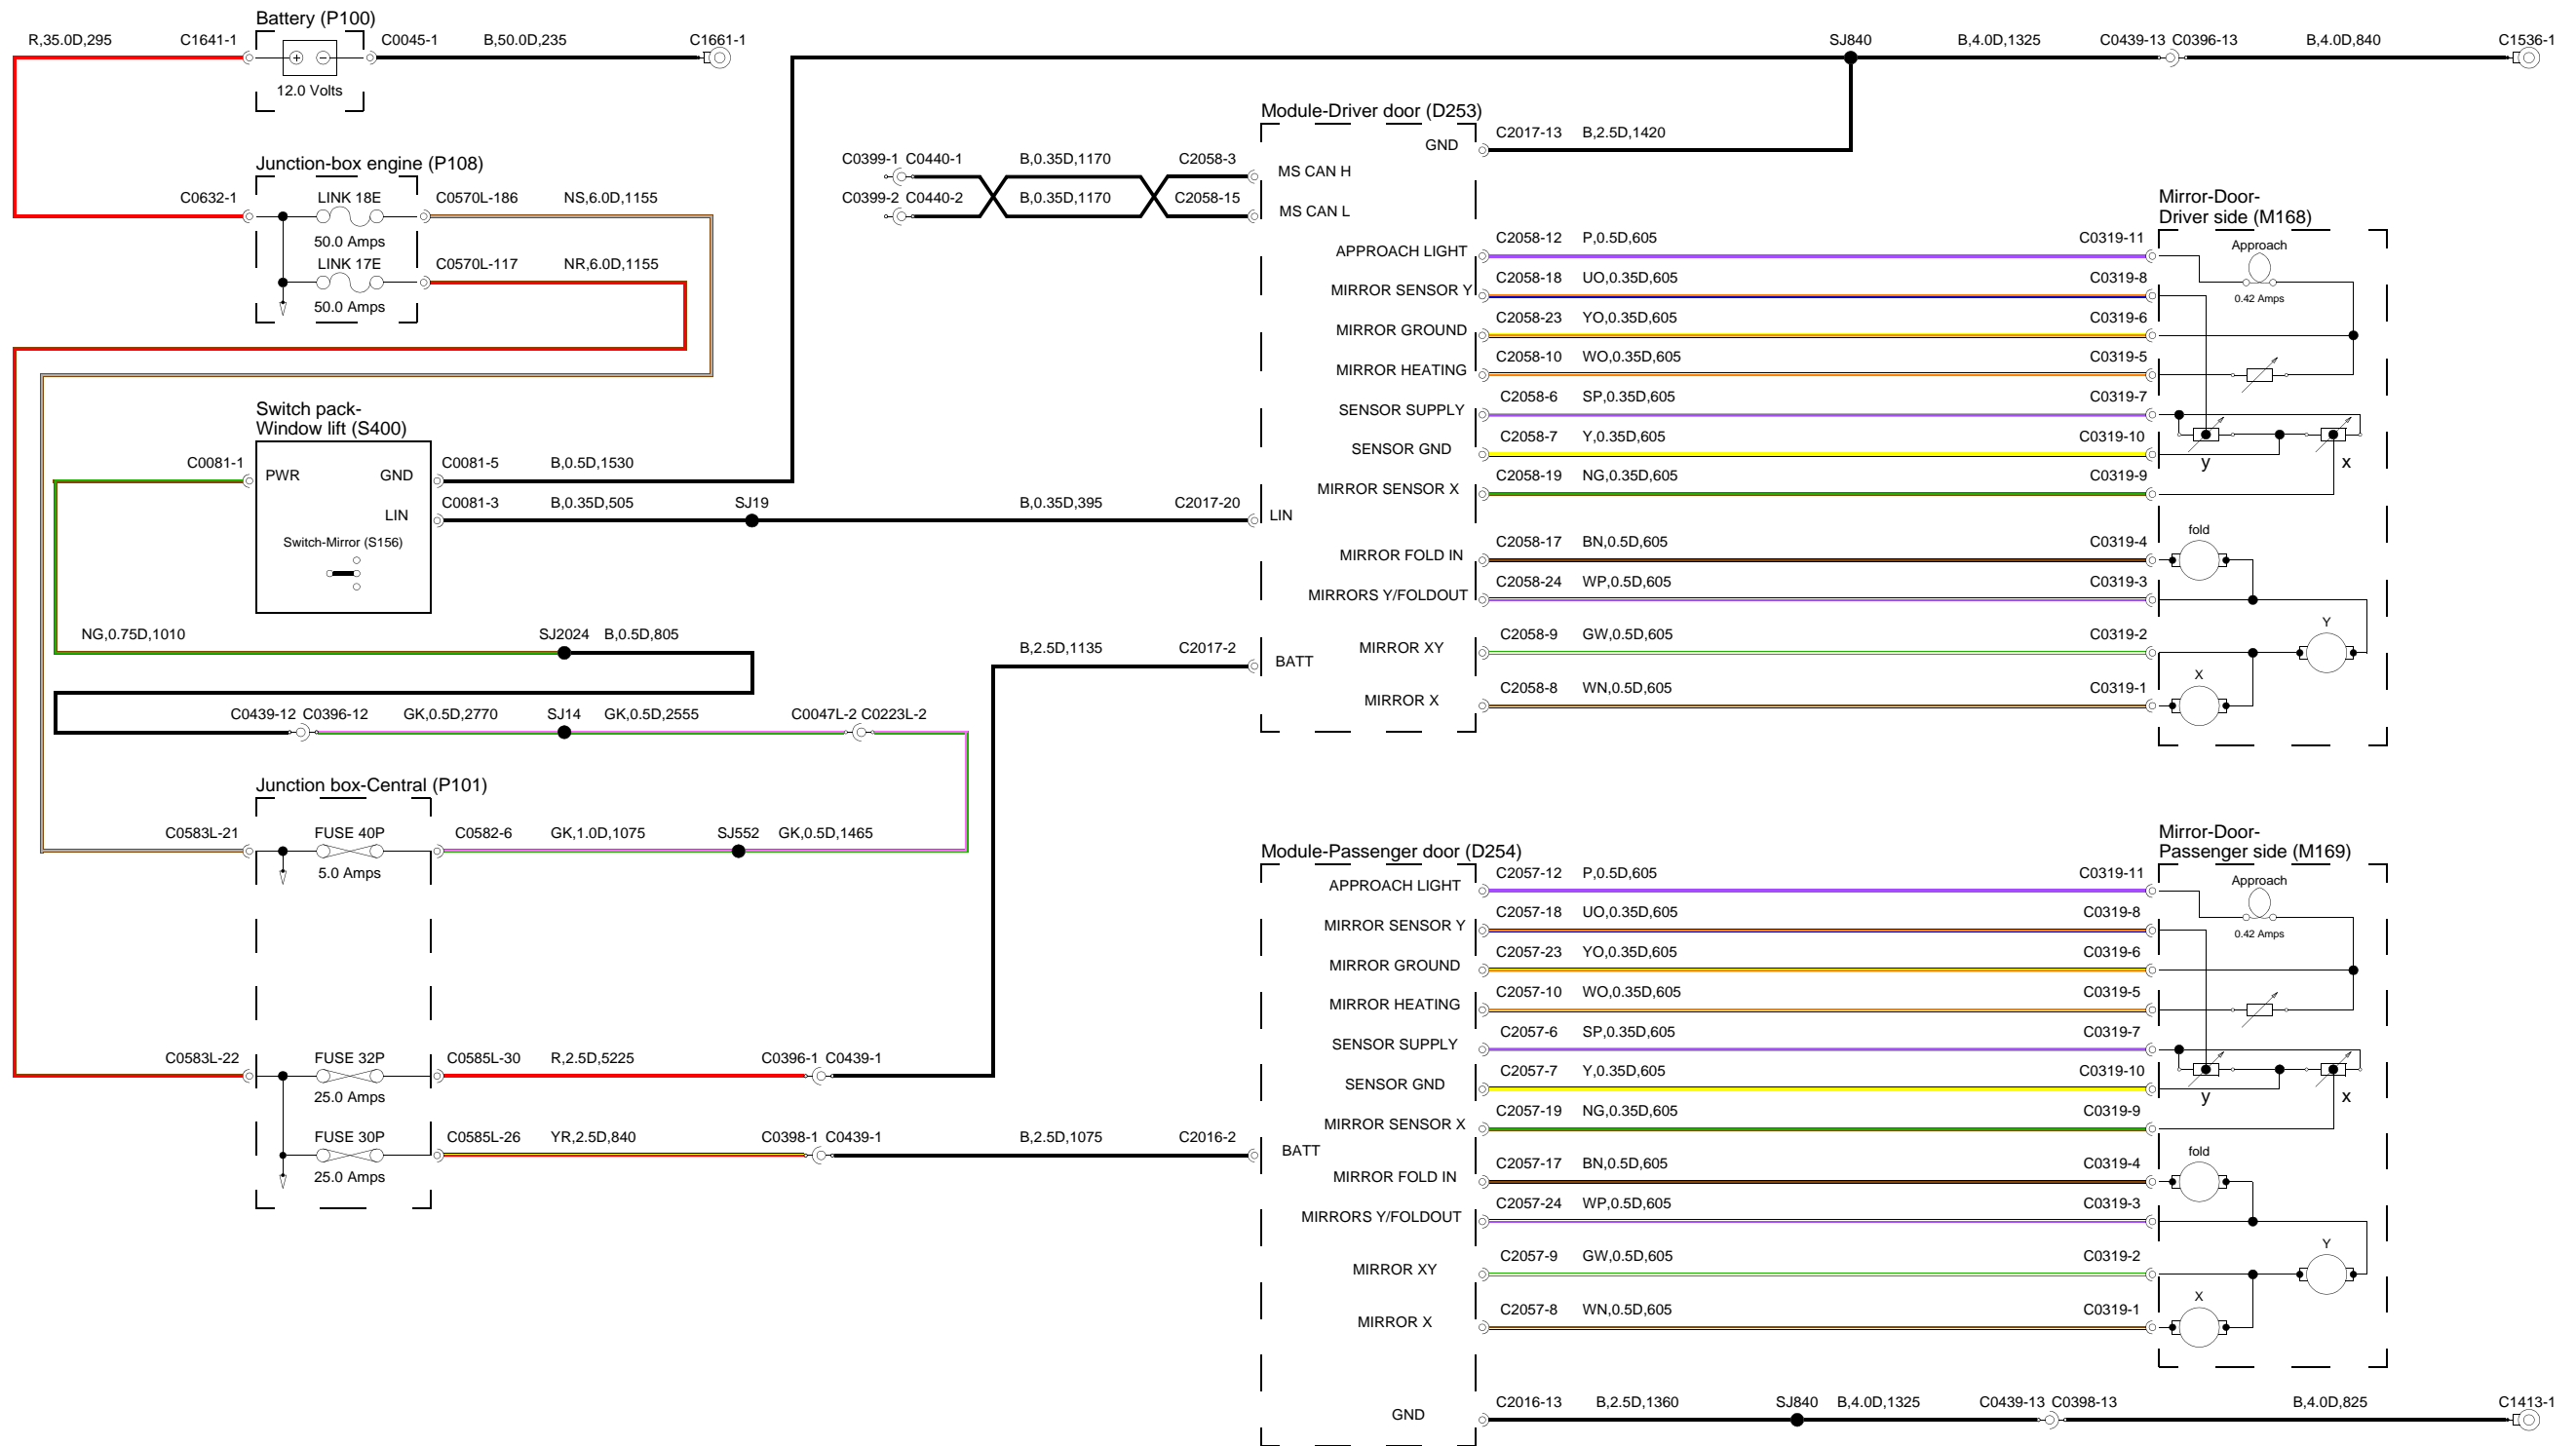 Battery (P100)
R,35.0D,295
C1641-1
C0045-1
B,50.0D,235
C1661-1
12.0 Volts
SJ840
B,4.0D,1325
C0439-13
C0396-13
B,4.0D,840
C1536-1
Junction-box engine (P108)
C0632-1
LINK 18E
50.0 Amps
C0570L-186
NS,6.0D,1155
LINK 17E
50.0 Amps
C0570L-117
NR,6.0D,1155
Switch pack-
Window lift (S400)
C0081-1
PWR
GND
C0081-5
B,0.5D,1530
LIN
C0081-3
B,0.35D,505
SJ19
B,0.35D,395
C2017-20
LIN
Switch-Mirror (S156)
NG,0.75D,1010
SJ2024
B,0.5D,805
C0439-12
C0396-12
GK,0.5D,2770
SJ14
GK,0.5D,2555
C0047L-2
C0223L-2
Junction box-Central (P101)
C0583L-21
FUSE 40P
5.0 Amps
C0582-6
GK,1.0D,1075
SJ552
GK,0.5D,1465
C0583L-22
FUSE 32P
25.0 Amps
C0585L-30
R,2.5D,5225
C0396-1
C0439-1
B,2.5D,1135
C2017-2
BATT
FUSE 30P
25.0 Amps
C0585L-26
YR,2.5D,840
C0398-1
C0439-1
B,2.5D,1075
C2016-2
BATT
Module-Driver door (D253)
GND
C2017-13
B,2.5D,1420
C0399-1
C0440-1
B,0.35D,1170
C2058-3
MS CAN H
C0399-2
C0440-2
B,0.35D,1170
C2058-15
MS CAN L
Mirror-Door-
Driver side (M168)
APPROACH LIGHT
C2058-12
P,0.5D,605
C0319-11
Approach
0.42 Amps
MIRROR SENSOR Y
C2058-18
UO,0.35D,605
C0319-8
MIRROR GROUND
C2058-23
YO,0.35D,605
C0319-6
MIRROR HEATING
C2058-10
WO,0.35D,605
C0319-5
SENSOR SUPPLY
C2058-6
SP,0.35D,605
C0319-7
SENSOR GND
C2058-7
Y,0.35D,605
C0319-10
y
x
MIRROR SENSOR X
C2058-19
NG,0.35D,605
C0319-9
MIRROR FOLD IN
C2058-17
BN,0.5D,605
C0319-4
fold
MIRRORS Y/FOLDOUT
C2058-24
WP,0.5D,605
C0319-3
MIRROR XY
C2058-9
GW,0.5D,605
C0319-2
Y
MIRROR X
C2058-8
WN,0.5D,605
C0319-1
X
Module-Passenger door (D254)
Mirror-Door-
Passenger side (M169)
APPROACH LIGHT
C2057-12
P,0.5D,605
C0319-11
Approach
0.42 Amps
MIRROR SENSOR Y
C2057-18
UO,0.35D,605
C0319-8
MIRROR GROUND
C2057-23
YO,0.35D,605
C0319-6
MIRROR HEATING
C2057-10
WO,0.35D,605
C0319-5
SENSOR SUPPLY
C2057-6
SP,0.35D,605
C0319-7
SENSOR GND
C2057-7
Y,0.35D,605
C0319-10
y
x
MIRROR SENSOR X
C2057-19
NG,0.35D,605
C0319-9
MIRROR FOLD IN
C2057-17
BN,0.5D,605
C0319-4
fold
MIRRORS Y/FOLDOUT
C2057-24
WP,0.5D,605
C0319-3
MIRROR XY
C2057-9
GW,0.5D,605
C0319-2
Y
MIRROR X
C2057-8
WN,0.5D,605
C0319-1
X
GND
C2016-13
B,2.5D,1360
SJ840
B,4.0D,1325
C0439-13
C0398-13
B,4.0D,825
C1413-1